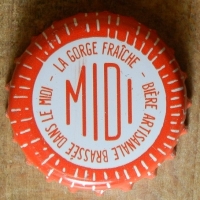 MIDI
- LA GORGE FRAÎCHE - BIÈRE ARTISANALE BRASSÉE DANS LE MIDI